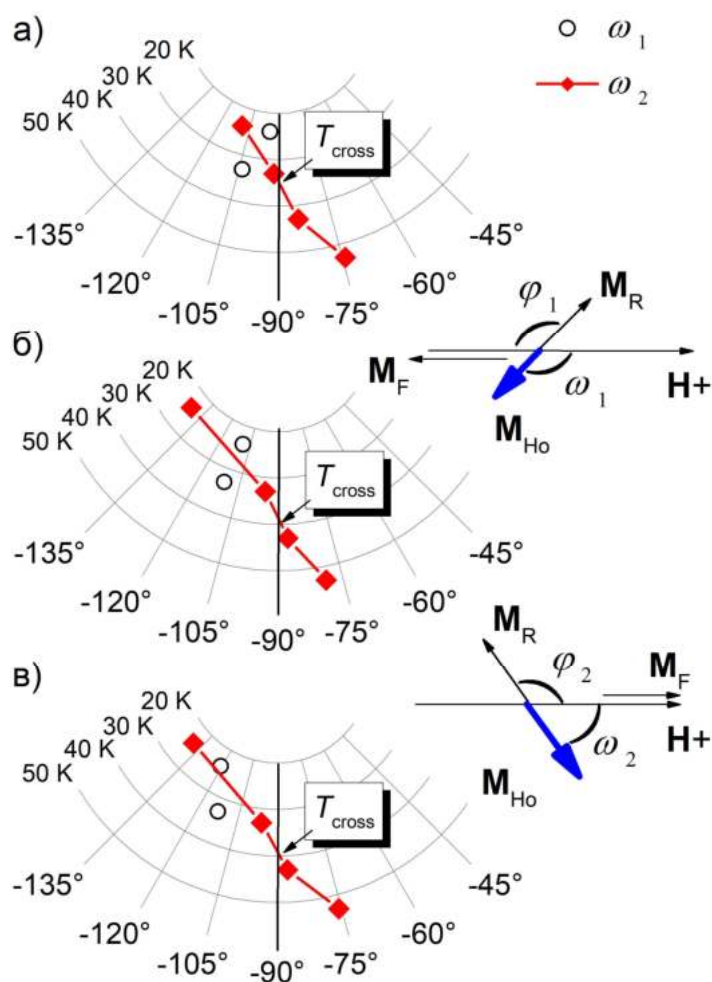 а)
20 K
30 K
40 K
50 K
-135°
-120°
-105°
-90°
-75°
-60°
-45°
T cross
ω 1
ω 2
φ 1
M R
M F
ω 1
H+
M Ho
б)
20 K
30 K
40 K
50 K
-135°
-120°
-105°
-90°
-75°
-60°
-45°
T cross
M R
φ 2
M F
H+
ω 2
M Ho
в)
20 K
30 K
40 K
50 K
-135°
-120°
-105°
-90°
-75°
-60°
-45°
T cross